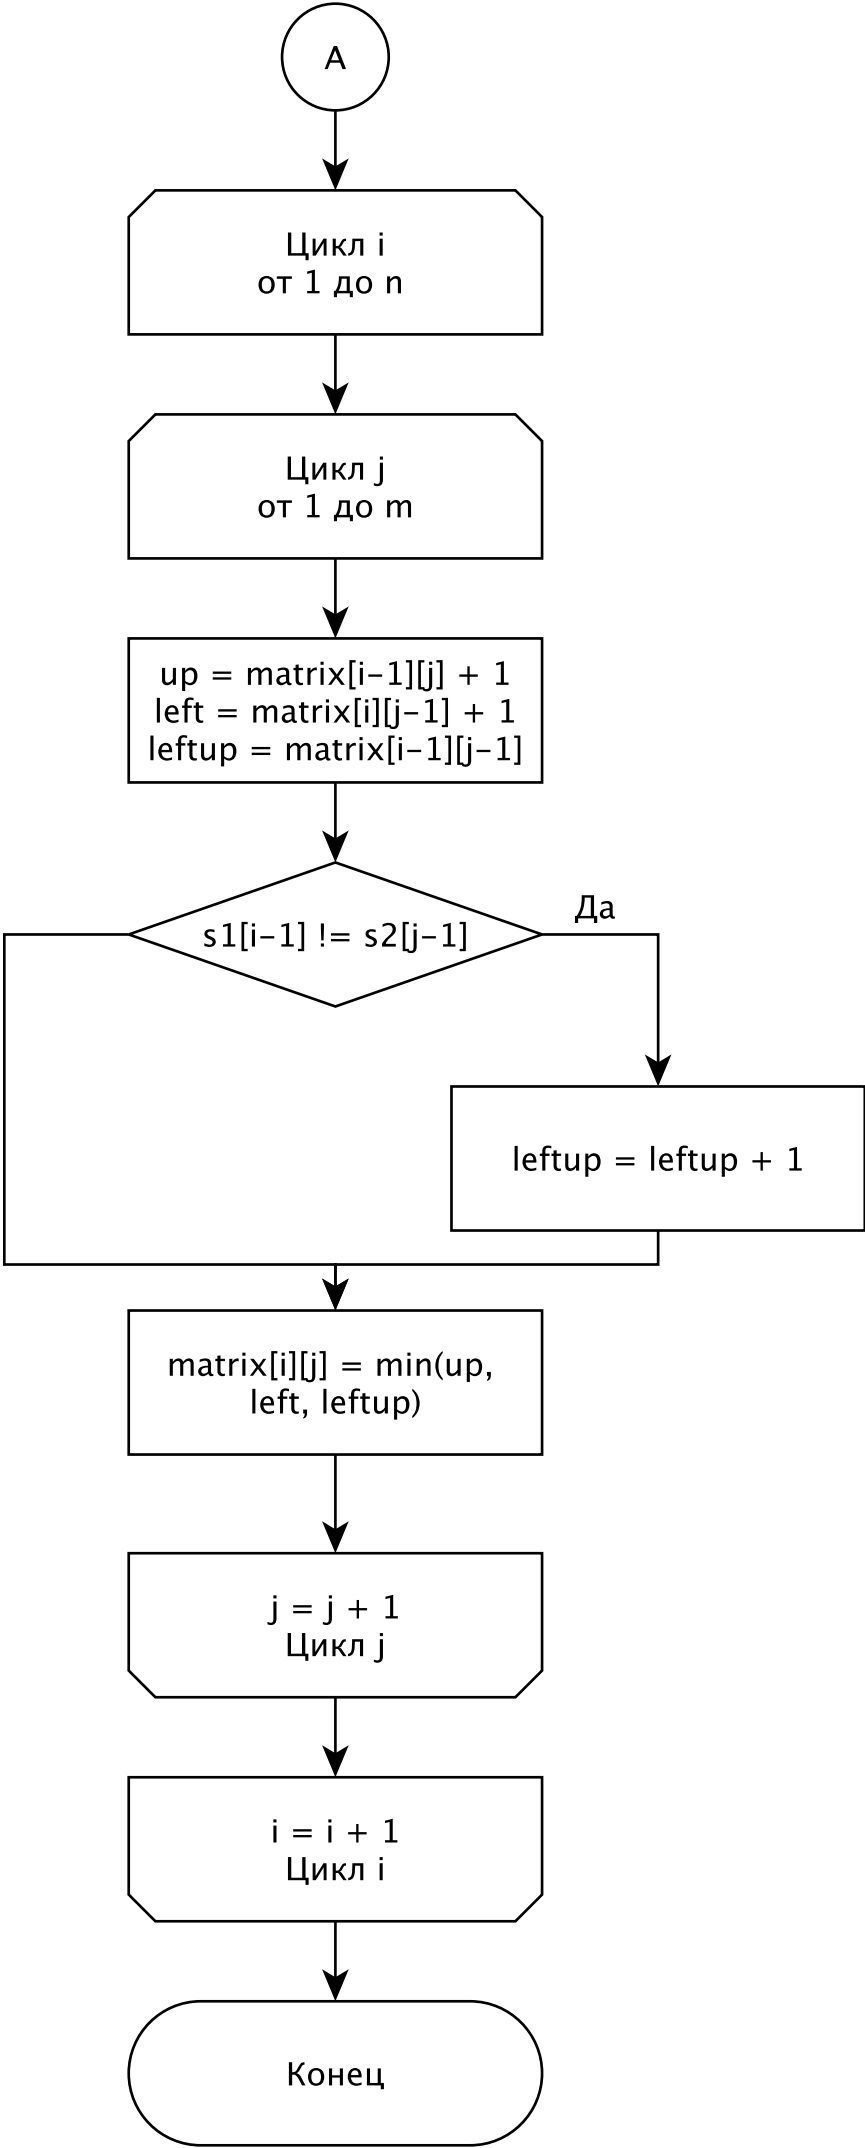 А
Цикл i
от 1 до n
Цикл j
от 1 до m
up = matrix[i-1][j] + 1
left = matrix[i][j-1] + 1
leftup = matrix[i-1][j-1]
s1[i-1] != s2[j-1]
Да
leftup = leftup + 1
matrix[i][j] = min(up,
left, leftup)
j = j + 1
Цикл j
i = i + 1
Цикл i
Конец